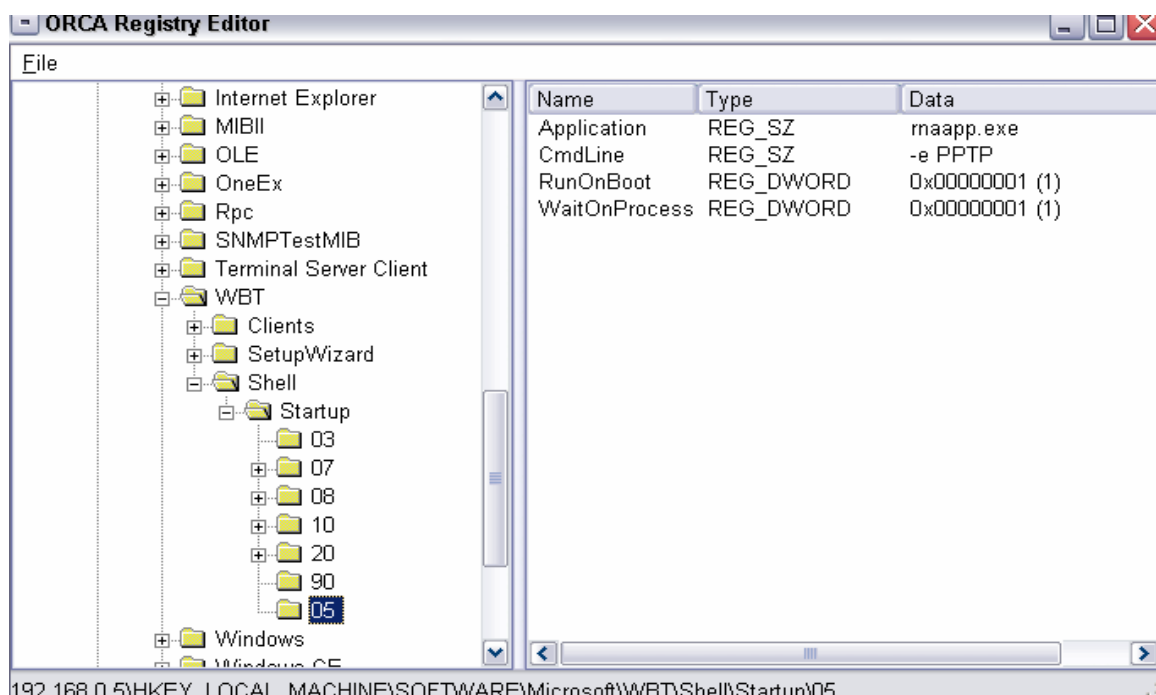 ORCA Registry Editor
File
Internet Explorer
MIBII
OLE
OneEx
Rpc
SNMPTestMIB
Terminal Server Client
WBT
Clients
SetupWizard
Shell
Startup
03
07
08
10
20
90
05
Windows
Windows CE
Name Type Data
Application REG_SZ rnaapp.exe
CmdLine REG_SZ -e PPTP
RunOnBoot REG_DWORD 0x00000001 (1)
WaitOnProcess REG_DWORD 0x00000001 (1)
192.168.0.5\HKEY_LOCAL_MACHINE\SOFTWARE\Microsoft\WBT\Shell\Startup\05